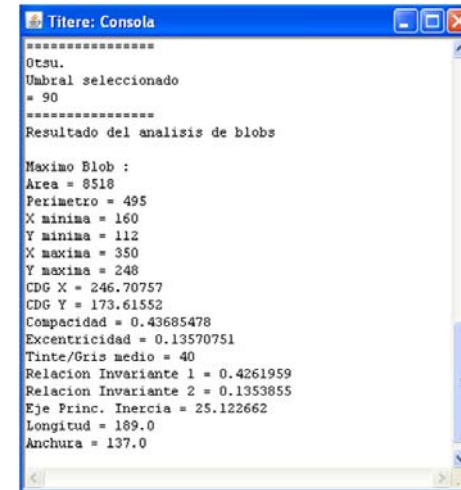 Titere: Consola
================
Otsu.
Umbral seleccionado
= 90
================
Resultado del analisis de blobs
Maximo Blob :
Area = 8518
Perimetro = 495
X minima = 160
Y minima = 112
X maxima = 350
Y maxima = 248
CDG X = 246.70757
CDG Y = 173.61552
Compacidad = 0.43685478
Excentricidad = 0.13570751
Tinte/Gris medio = 40
Relacion Invariante 1 = 0.4261959
Relacion Invariante 2 = 0.1353855
Eje Princ. Inercia = 25.122662
Longitud = 189.0
Anchura = 137.0